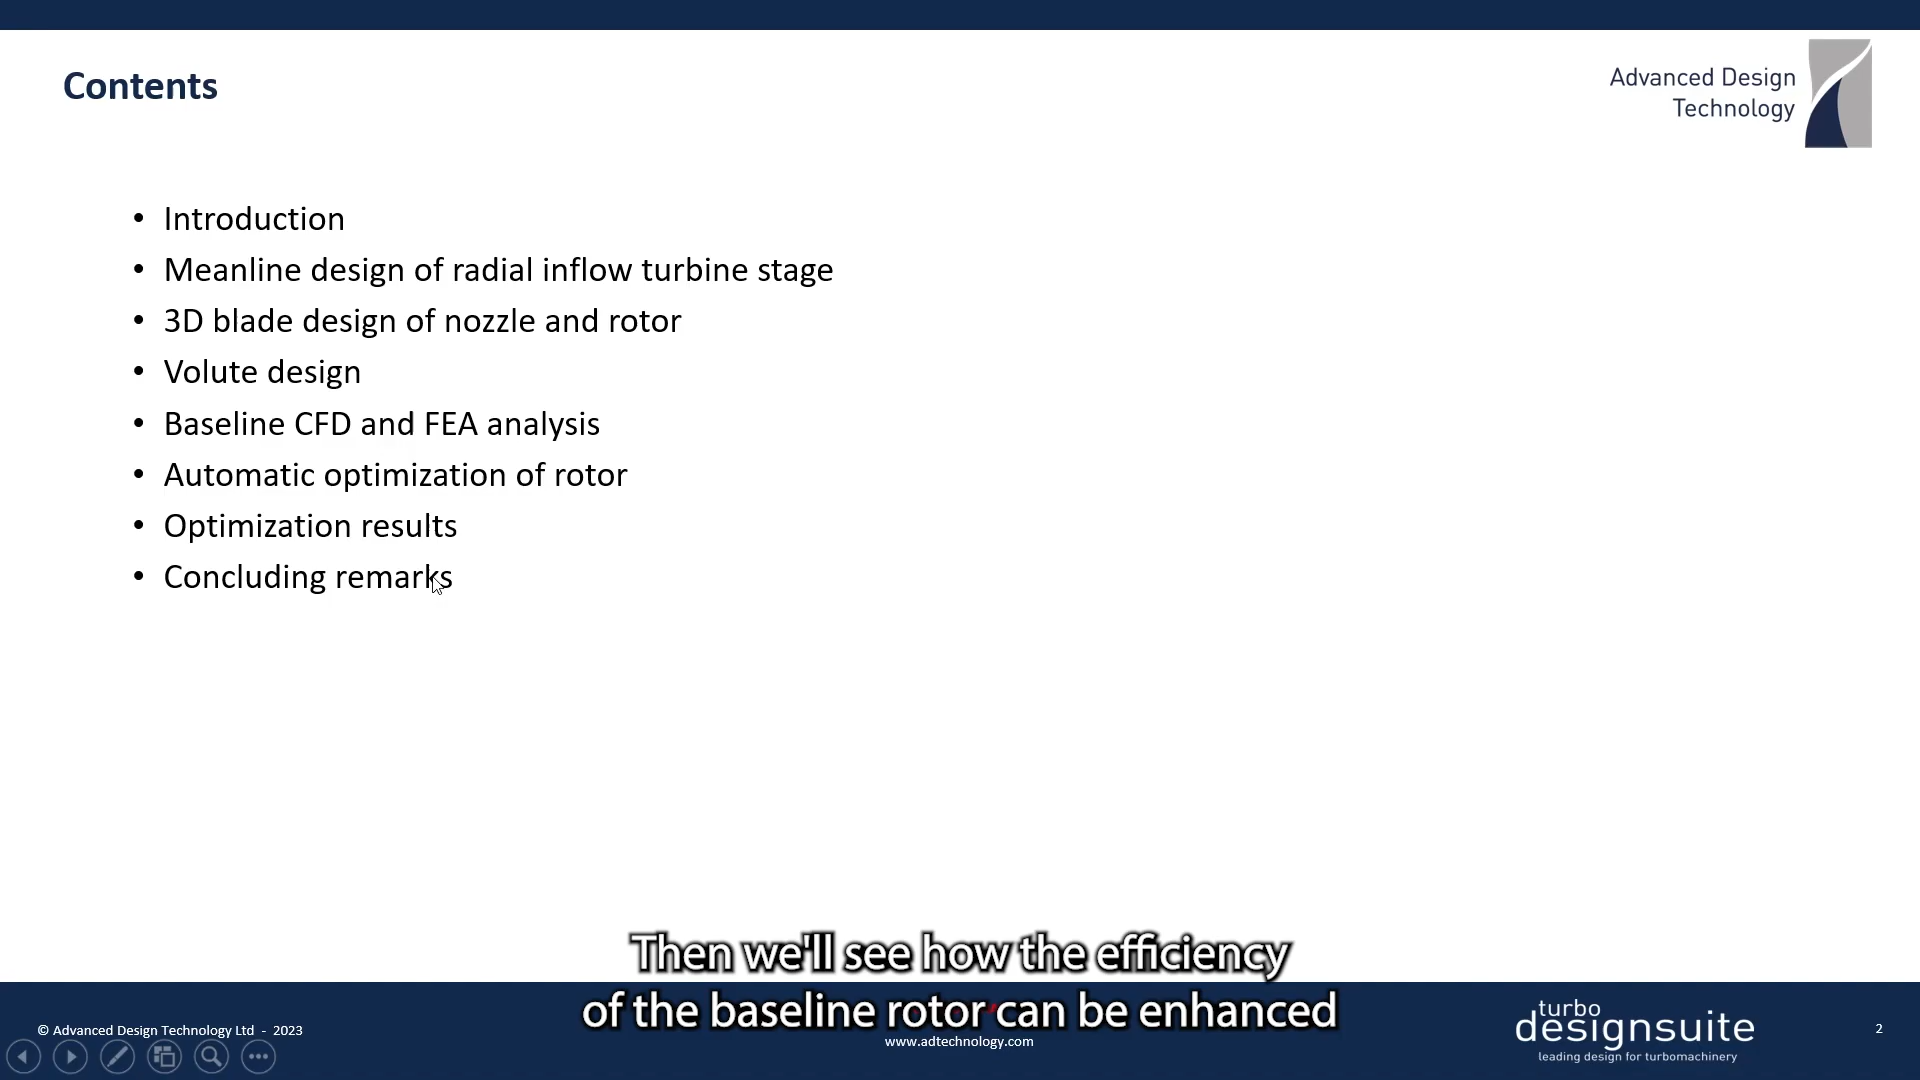 Contents
Advanced Design
Technology
• Introduction
• Meanline design of radial inflow turbine stage
• 3D blade design of nozzle and rotor
• Volute design
• Baseline CFD and FEA analysis
• Automatic optimization of rotor
• Optimization results
• Concluding remarks
Then we'll see how the efficiency
of the baseline rotor can be enhanced
© Advanced Design Technology Ltd - 2023
www.adtechnology.com
turbo
designsuite
leading design for turbomachinery
2